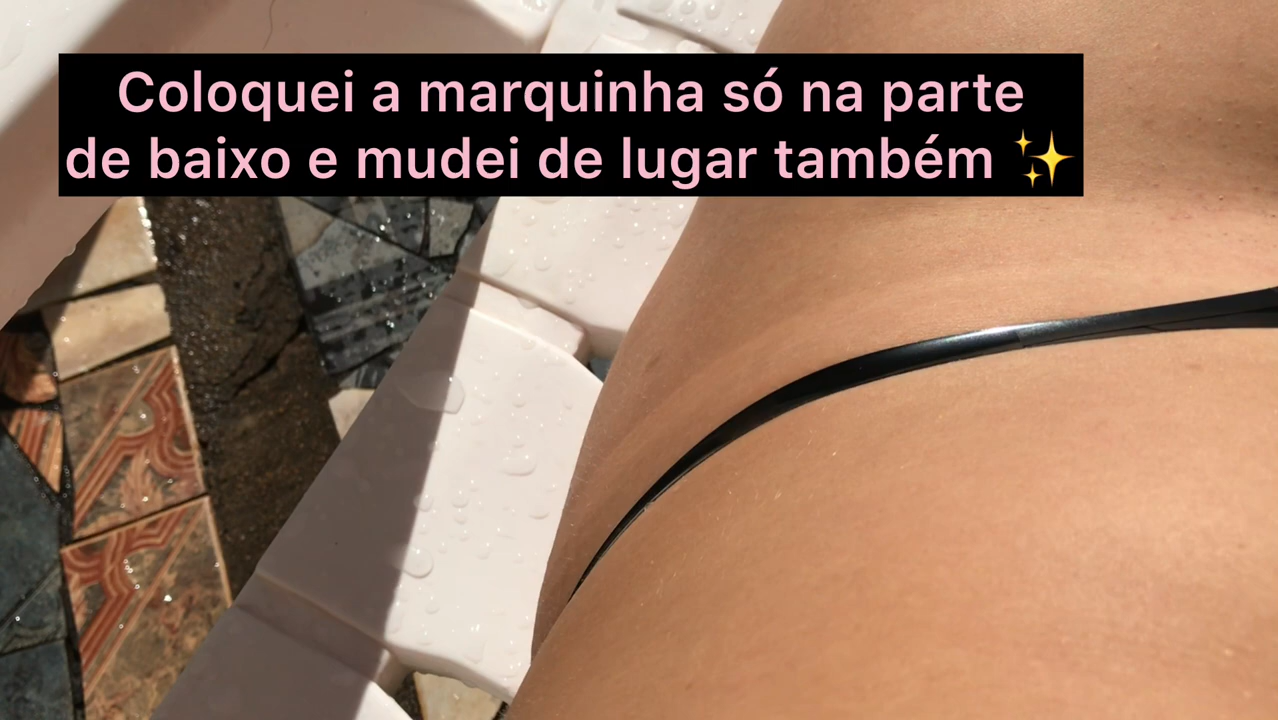 Coloquei a marquinha só na parte
de baixo e mudei de lugar também ✨